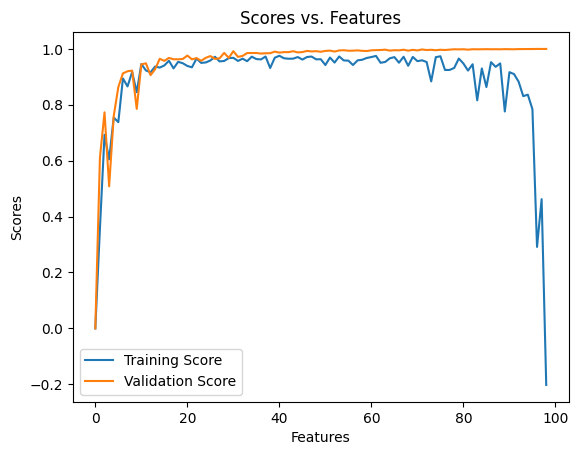 Scores vs. Features
Scores
1.0
0.8
0.6
0.4
0.2
0.0
−0.2
Training Score
Validation Score
0 20 40 60 80 100
Features